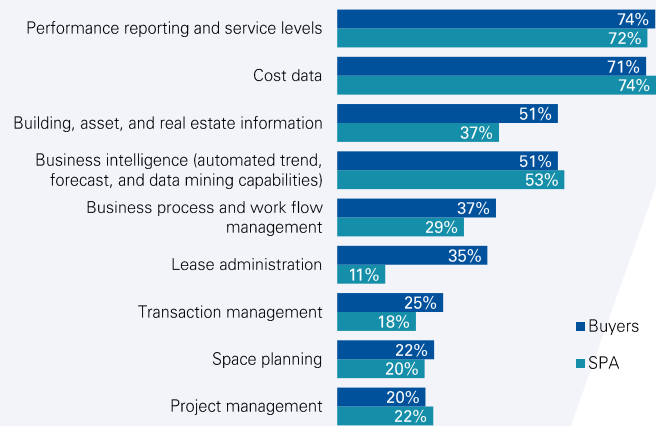 Performance reporting and service levels
74%
72%
Cost data
71%
74%
Building, asset, and real estate information
51%
37%
Business intelligence (automated trend,
forecast, and data mining capabilities)
51%
53%
Business process and work flow
management
37%
29%
Lease administration
35%
11%
Transaction management
25%
18%
Space planning
22%
20%
Project management
20%
22%
Buyers
SPA